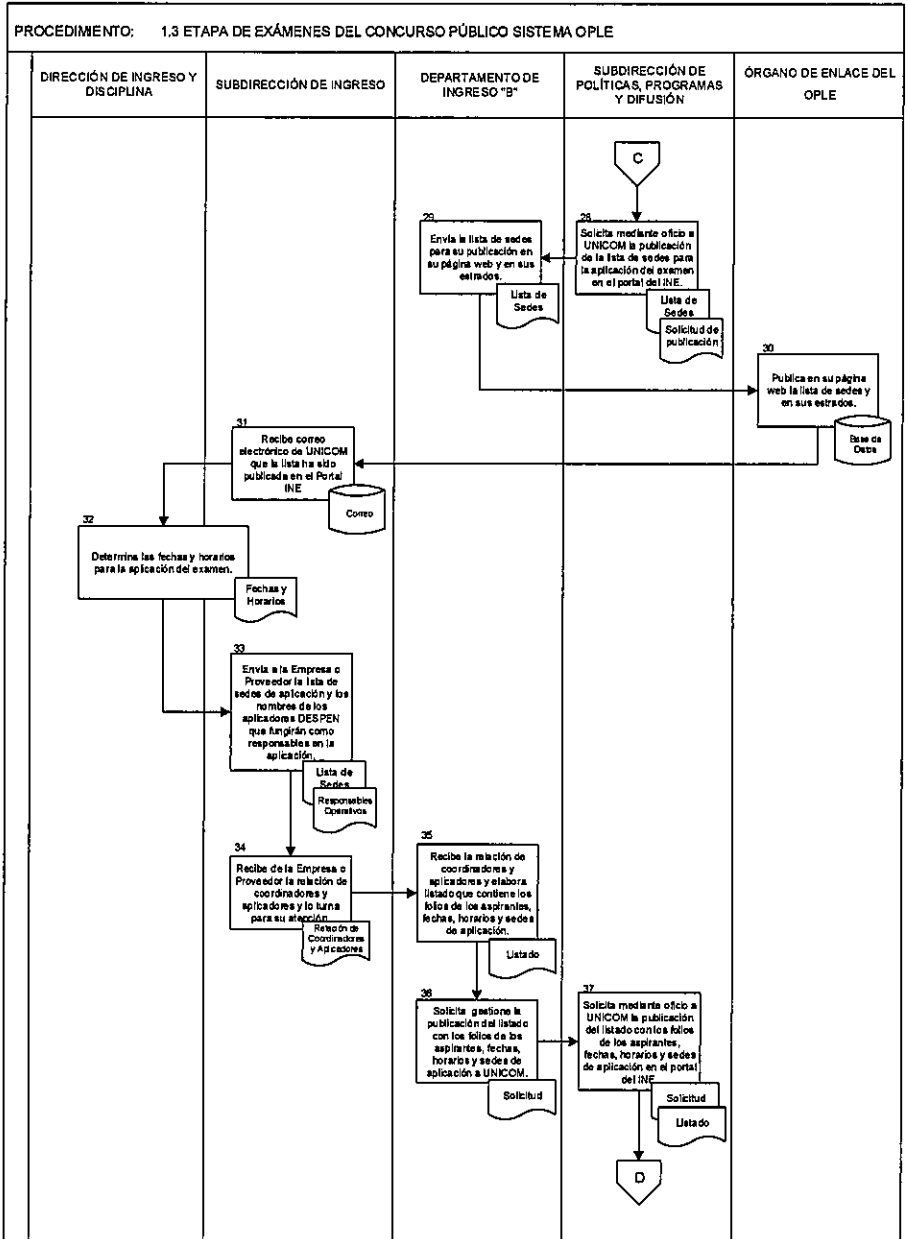 PROCEDIMIENTO: 1.3 ETAPA DE EXÁMENES DEL CONCURSO PÚBLICO SISTEMA OPLE
DIRECCIÓN DE INGRESO Y
DISCIPLINA
SUBDIRECCIÓN DE INGRESO
DEPARTAMENTO DE
INGRESO "B"
SUBDIRECCIÓN DE
POLÍTICAS, PROGRAMAS
Y DIFUSIÓN
ÓRGANO DE ENLACE DEL
OPLE
C
28
Solicita mediante oficio a
UNICOM la publicación
de la lista de sedes para
la aplicación del examen
en el portal del INE.
Lista de
Sedes
Solicitud de
publicación
29
Envía la lista de sedes
para su publicación en
su página web y en sus
estrados.
Lista de
Sedes
30
Publica en su página
web la lista de sedes y
en sus estrados.
Base de
Datos
31
Recibe correo
electrónico de UNICOM
que la lista ha sido
publicada en el Portal
INE
Correo
32
Determina las fechas y horarios
para la aplicación del examen.
Fechas y
Horarios
33
Envía a la Empresa o
Proveedor la lista de
sedes de aplicación y los
nombres de los
aplicadores DESPEN
que fungirán como
responsables en la
aplicación.
Lista de
Sedes
Responsables
Operativos
34
Recibe de la Empresa o
Proveedor la relación de
coordinadores y
aplicadores y lo turna
para su atención
Relación de
Coordinadores
y Aplicadores
35
Recibe la relación de
coordinadores y
aplicadores y elabora
listado que contiene los
folios de los aspirantes,
fechas, horarios y sedes
de aplicación.
Listado
36
Solicita gestione la
publicación del listado
con los folios de los
aspirantes, fechas,
horarios y sedes de
aplicación a UNICOM.
Solicitud
37
Solicita mediante oficio a
UNICOM la publicación
del listado con los folios
de los aspirantes,
fechas, horarios y sedes
de aplicación en el portal
del INE
Solicitud
Listado
D